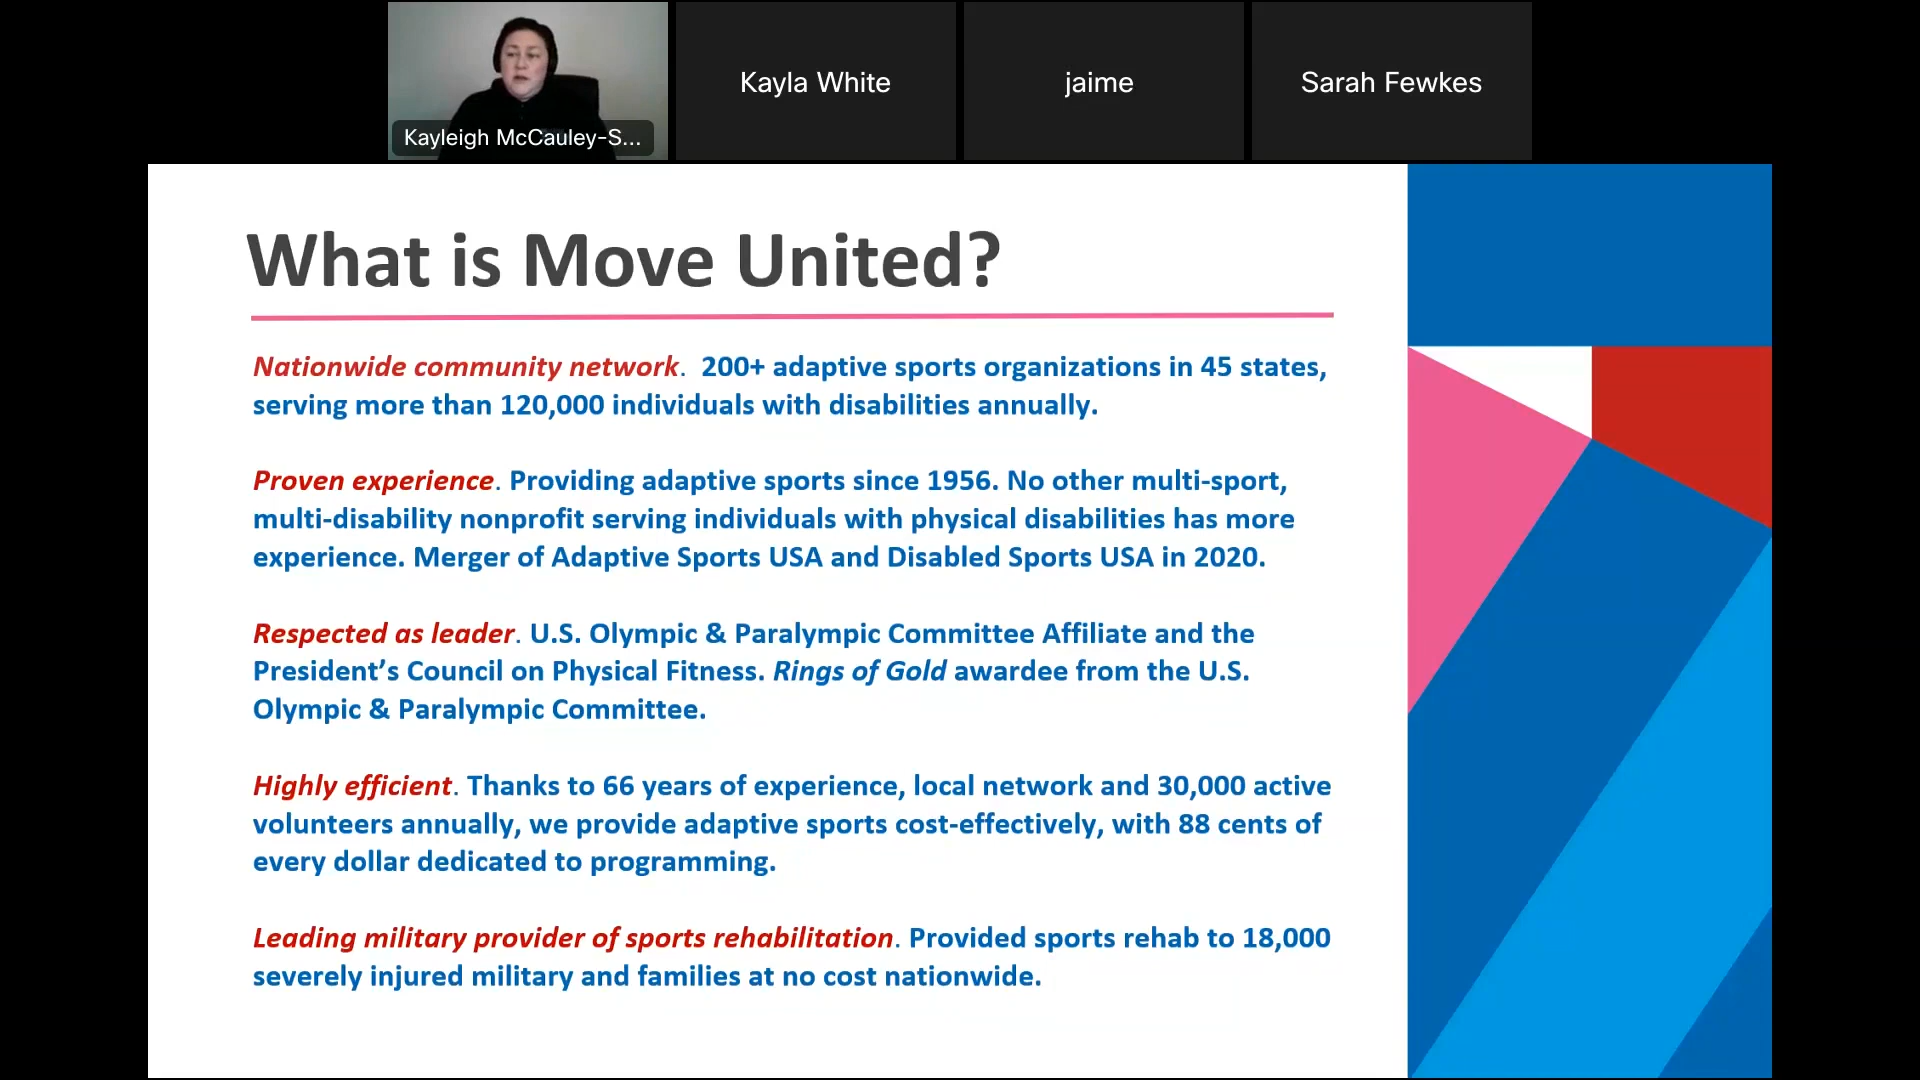 Kayleigh McCauley-S...
Kayla White
jaime
Sarah Fewkes
What is Move United?
Nationwide community network.  200+ adaptive sports organizations in 45 states,
serving more than 120,000 individuals with disabilities annually.
Proven experience. Providing adaptive sports since 1956. No other multi-sport,
multi-disability nonprofit serving individuals with physical disabilities has more
experience. Merger of Adaptive Sports USA and Disabled Sports USA in 2020.
Respected as leader. U.S. Olympic & Paralympic Committee Affiliate and the
President’s Council on Physical Fitness. Rings of Gold awardee from the U.S.
Olympic & Paralympic Committee.
Highly efficient. Thanks to 66 years of experience, local network and 30,000 active
volunteers annually, we provide adaptive sports cost-effectively, with 88 cents of
every dollar dedicated to programming.
Leading military provider of sports rehabilitation. Provided sports rehab to 18,000
severely injured military and families at no cost nationwide.